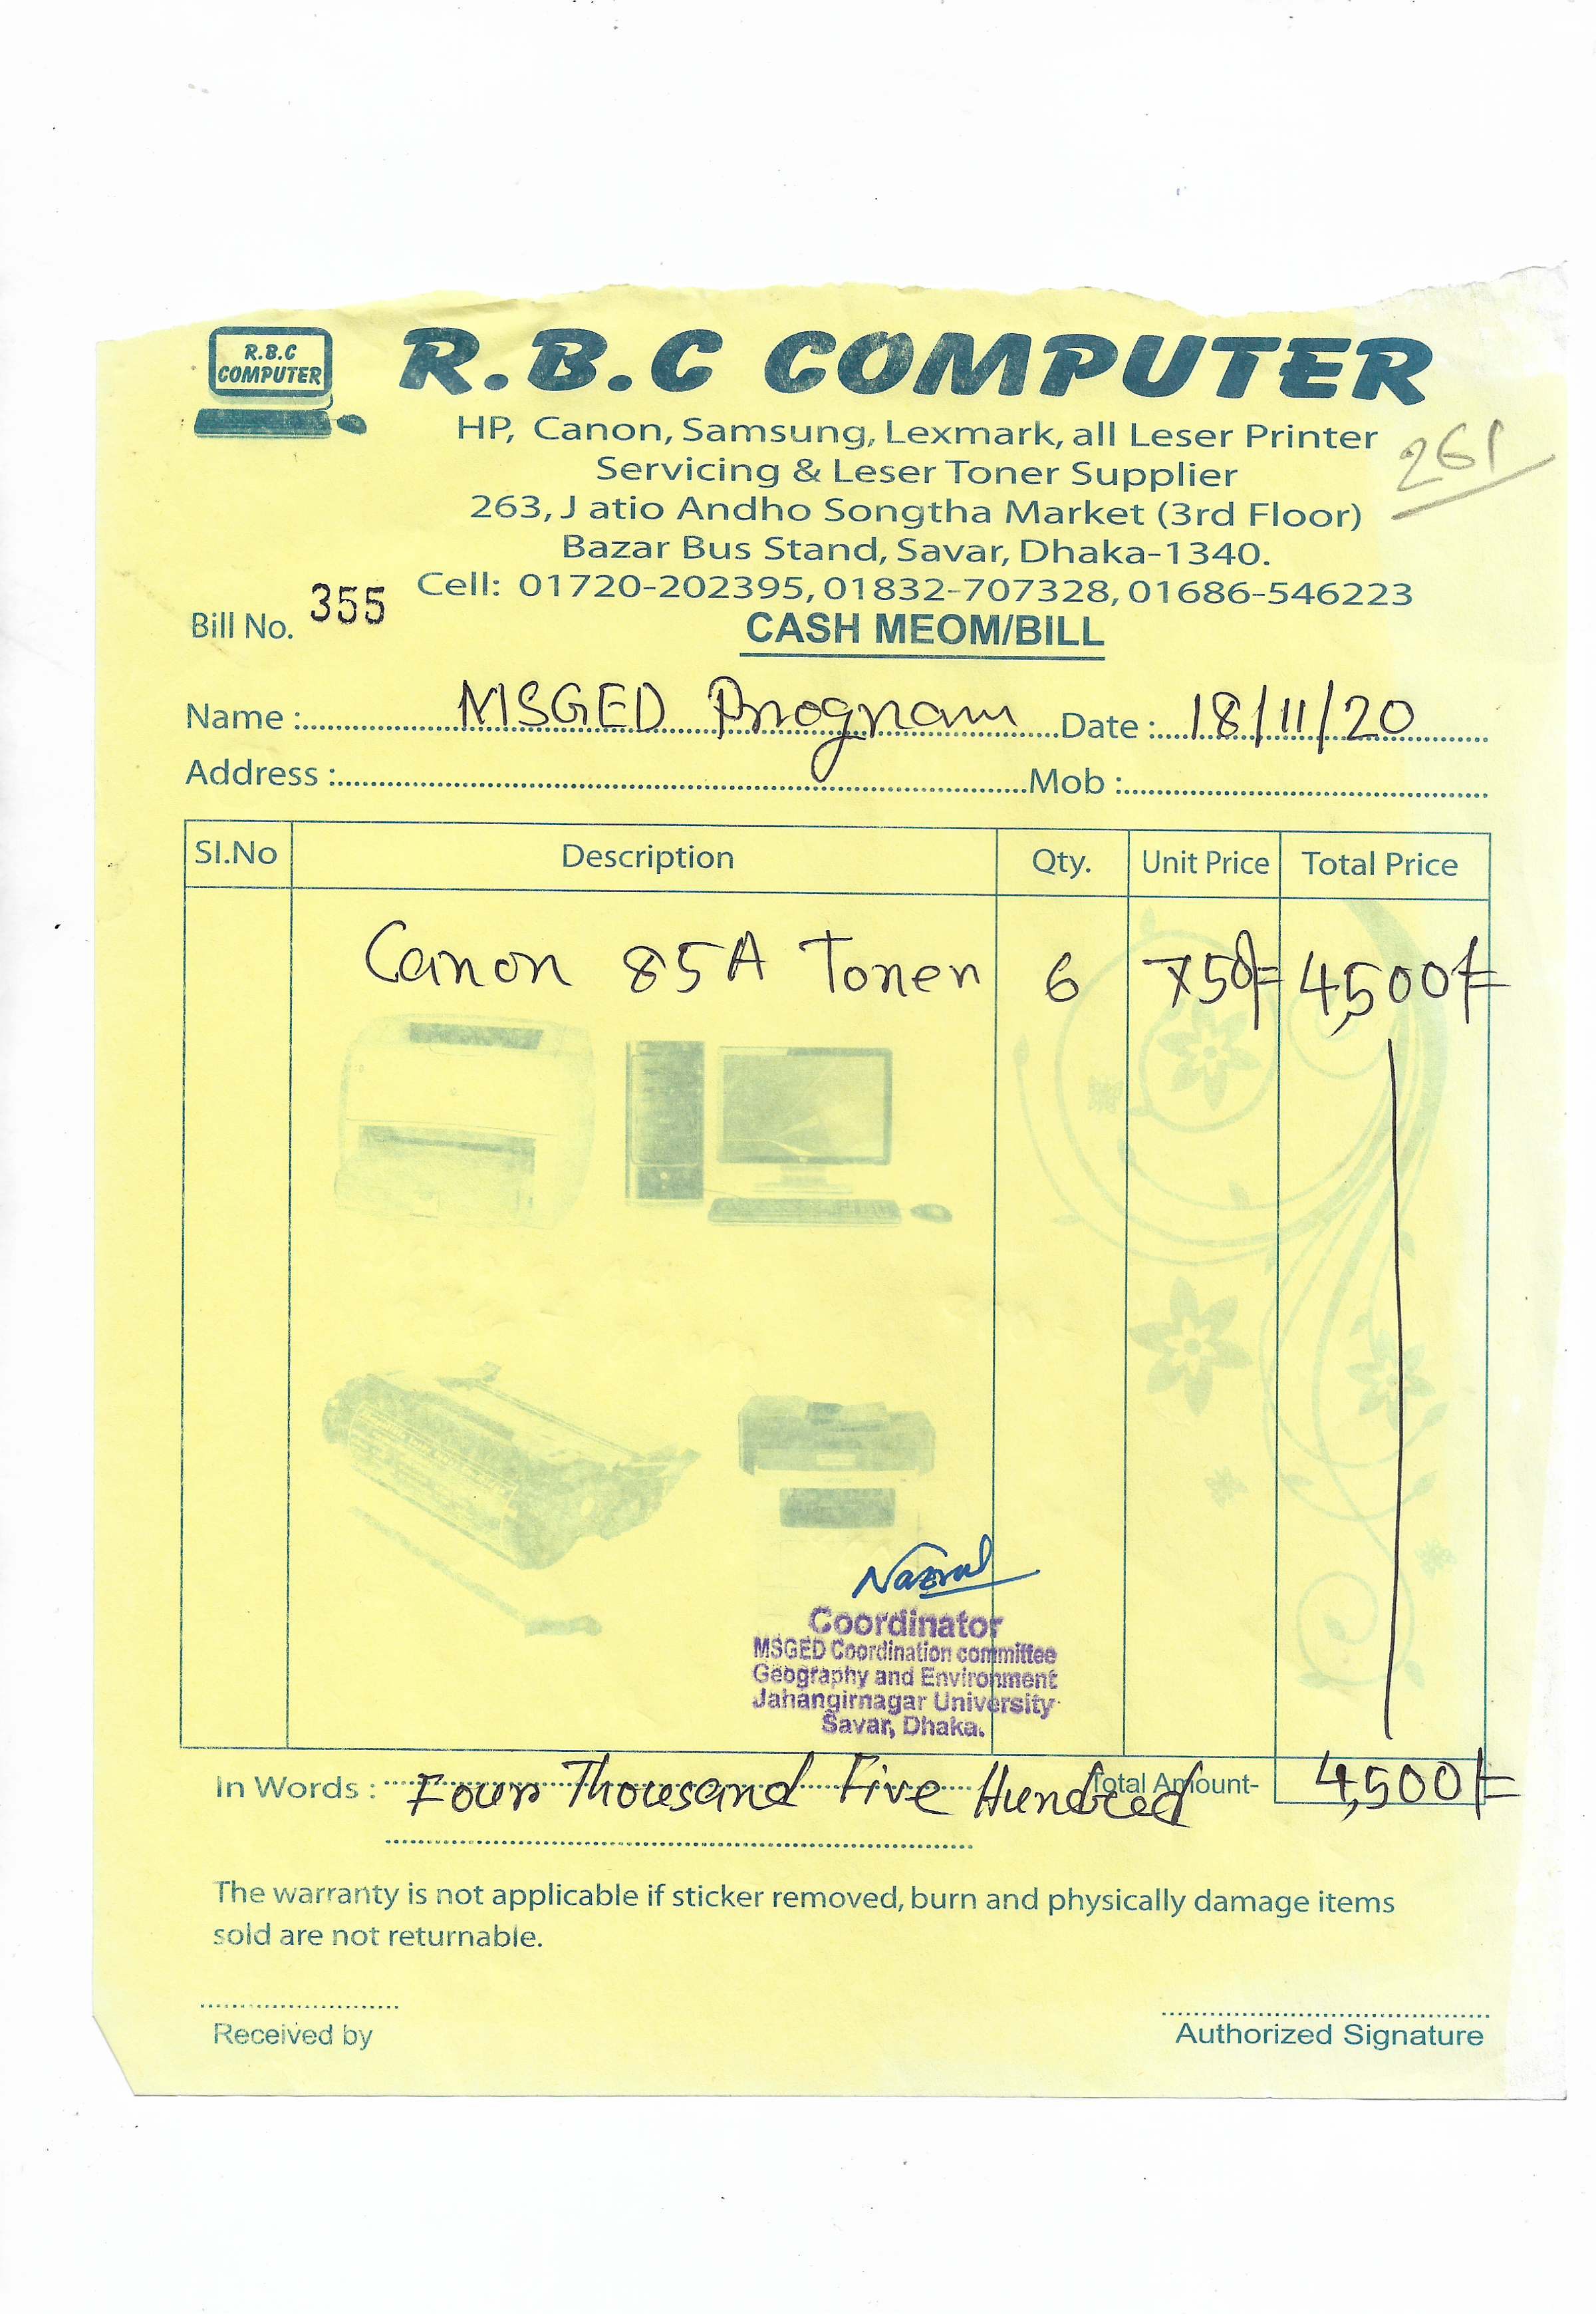 R.B.C
COMPUTER
R.B.C COMPUTER
HP, Canon, Samsung, Lexmark, all Leser Printer
Servicing & Leser Toner Supplier
261
263, J atio Andho Songtha Market (3rd Floor)
Bazar Bus Stand, Savar, Dhaka-1340.
Cell: 01720-202395, 01832-707328, 01686-546223
Bill No. 355
CASH MEOM/BILL
Name : MSGED Program Date : 18/11/20
Address : Mob :
Sl.No Description Qty. Unit Price Total Price
Canon 85A Toner 6 750/= 4,500/=
Nazrul
Coordinator
MSGED Coordination committee
Geography and Environment
Jahangirnagar University
Savar, Dhaka.
In Words : Four Thousand Five Hundred Total Amount- 4,500/=
The warranty is not applicable if sticker removed, burn and physically damage items
sold are not returnable.
Received by Authorized Signature